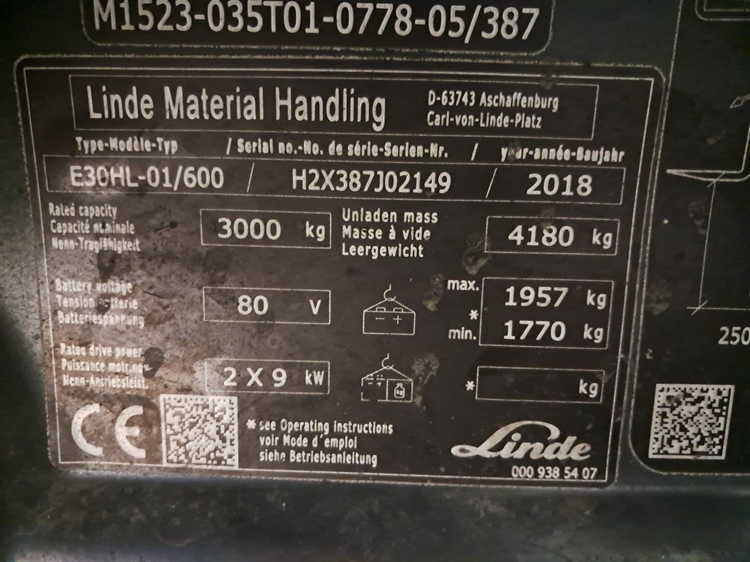 M1523-035T01-0778-05/387
Linde Material Handling
D-63743 Aschaffenburg
Carl-von-Linde-Platz
Type-Modèle-Typ / Serial no.-No. de série-Serien-Nr. / year-année-Baujahr
E30HL-01/600 / H2X387J02149 / 2018
Rated capacity
Capacité nominale
Nenn-Tragfähigkeit
3000 kg
Unladen mass
Masse à vide
Leergewicht
4180 kg
Battery voltage
Tension batterie
Batteriespannung
80 V
max.
1957 kg
*
min.
1770 kg
Rated drive power
Puissance motr.nom
Nenn-Antriebsleist.
2 X 9 kW
kg
* kg
CE
* see Operating instructions
voir Mode d'emploi
siehe Betriebsanleitung
Linde
000 938 54 07
250